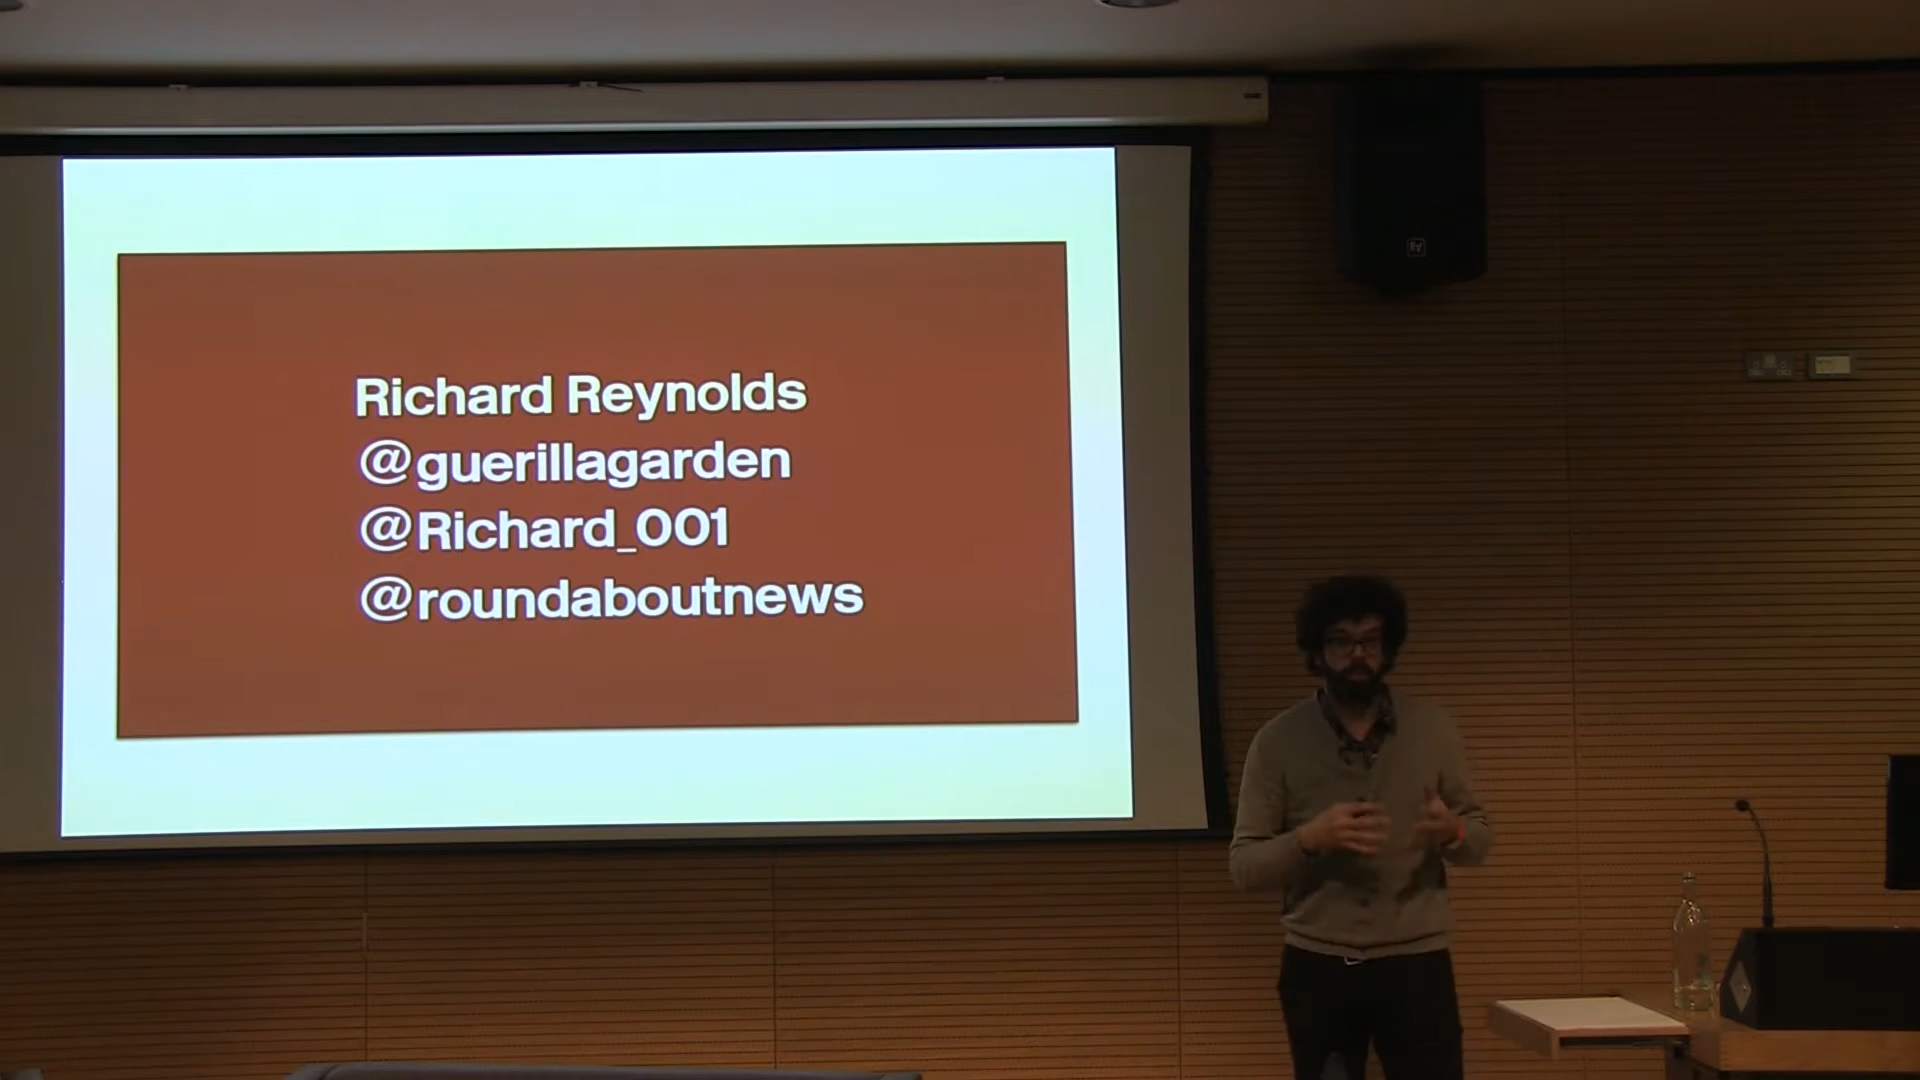 Richard Reynolds
@guerillagarden
@Richard_001
@roundaboutnews